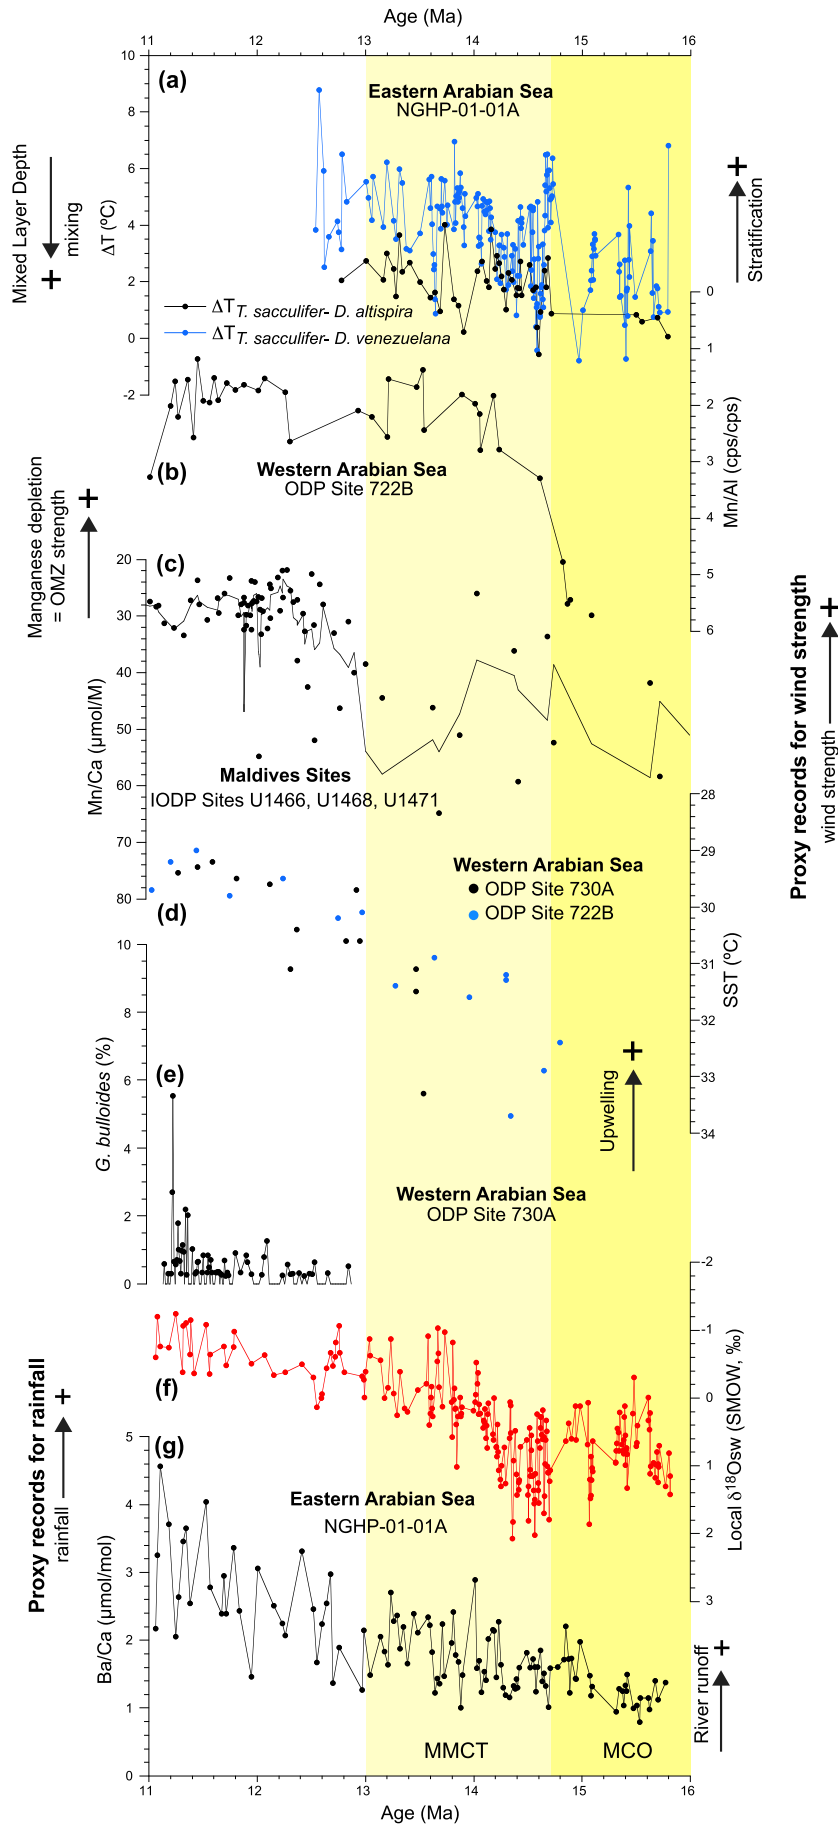 Age (Ma)
11 12 13 14 15 16
(a)
Eastern Arabian Sea
NGHP-01-01A
10
8
6
4
2
0
-2
ΔT (ºC)
Mixed Layer Depth
mixing
+
+
Stratification
ΔT T. sacculifer- D. altispira
ΔT T. sacculifer- D. venezuelana
0
1
2
3
4
5
6
Mn/Al (cps/cps)
(b)
Western Arabian Sea
ODP Site 722B
Manganese depletion
= OMZ strength
+
(c)
20
30
40
50
60
70
80
Mn/Ca (µmol/M)
Maldives Sites
IODP Sites U1466, U1468, U1471
Proxy records for wind strength
wind strength
+
28
29
30
31
32
33
34
SST (ºC)
Western Arabian Sea
ODP Site 730A
ODP Site 722B
(d)
10
8
6
4
2
0
G. bulloides (%)
(e)
Upwelling
+
Western Arabian Sea
ODP Site 730A
-2
-1
0
1
2
3
Local δ18Osw (SMOW, ‰)
(f)
Proxy records for rainfall
rainfall
+
(g)
5
4
3
2
1
0
Ba/Ca (µmol/mol)
Eastern Arabian Sea
NGHP-01-01A
River runoff
+
MMCT
MCO
11 12 13 14 15 16
Age (Ma)